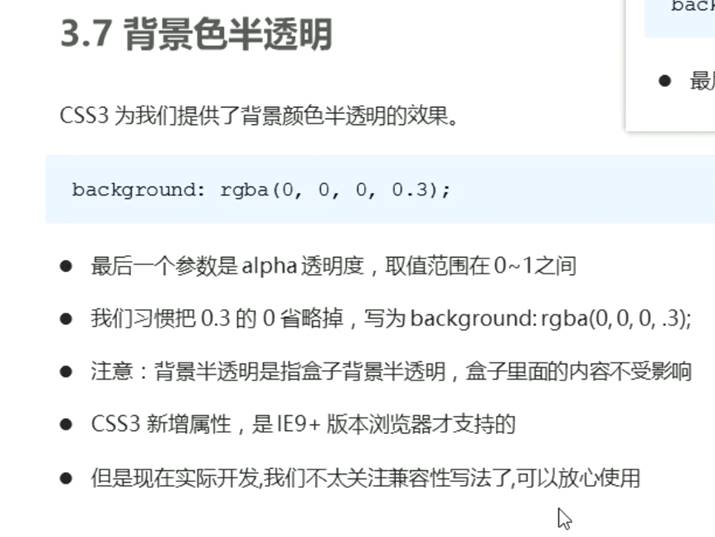 3.7 背景色半透明
CSS3 为我们提供了背景颜色半透明的效果。
background: rgba(0, 0, 0, 0.3);
● 最后一个参数是 alpha 透明度，取值范围在 0~1之间
● 我们习惯把 0.3 的 0 省略掉，写为 background: rgba(0, 0, 0, .3);
● 注意：背景半透明是指盒子背景半透明，盒子里面的内容不受影响
● CSS3 新增属性，是 IE9+ 版本浏览器才支持的
● 但是现在实际开发,我们不太关注兼容性写法了,可以放心使用
back
● 最